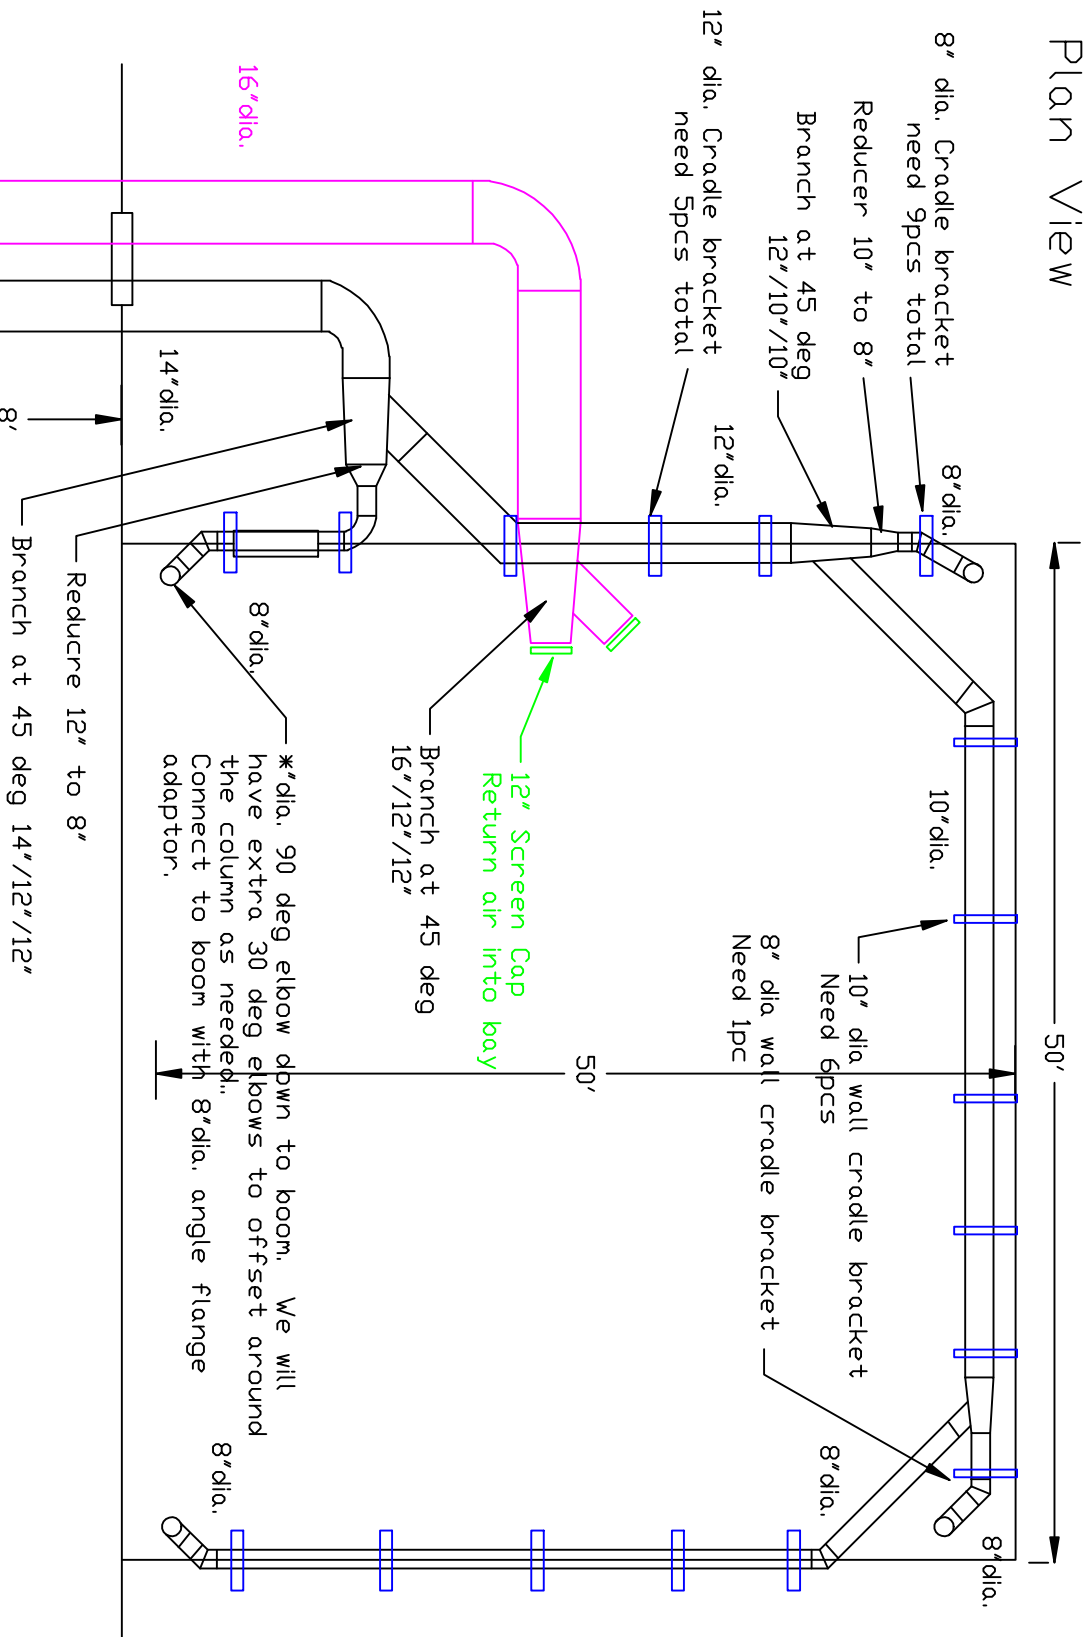 Plan View
8" dia. Cradle bracket
need 9pcs total
Reducer 10" to 8"
Branch at 45 deg
12"/10"/10"
12" dia. Cradle bracket
need 5pcs total
8"dia.
12"dia.
16"dia.
14"dia.
8'
50'
10"dia.
10" dia wall cradle bracket
Need 6pcs
8" dia wall cradle bracket
Need 1pc
50'
12" Screen Cap
Return air into bay
Branch at 45 deg
16"/12"/12"
8"dia.
*"dia. 90 deg elbow down to boom. We will
have extra 30 deg elbows to offset around
the column as needed..
Connect to boom with 8"dia. angle flange
adaptor.
Reducre 12" to 8"
Branch at 45 deg 14"/12"/12"
8"dia.
8"dia.
8"dia.